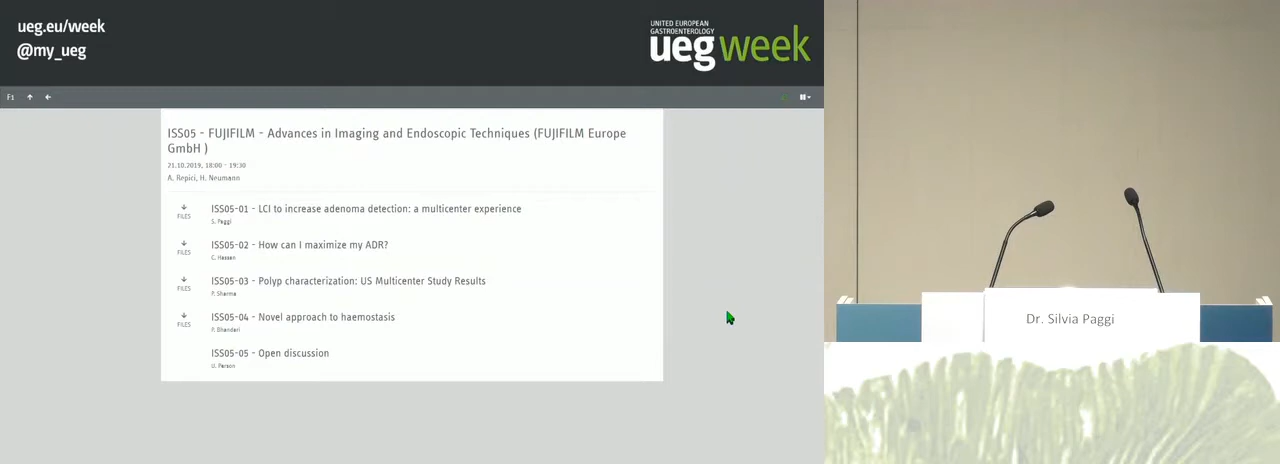 ueg.eu/week
@my_ueg
UNITED EUROPEAN
GASTROENTEROLOGY
uegweek
F1
ISS05 - FUJIFILM - Advances in Imaging and Endoscopic Techniques (FUJIFILM Europe
GmbH )
21.10.2019, 18:00 - 19:30
A. Repici, H. Neumann
FILES
ISS05-01 - LCI to increase adenoma detection: a multicenter experience
S. Paggi
FILES
ISS05-02 - How can I maximize my ADR?
C. Hassan
FILES
ISS05-03 - Polyp characterization: US Multicenter Study Results
P. Sharma
FILES
ISS05-04 - Novel approach to haemostasis
P. Bhandari
ISS05-05 - Open discussion
U. Person
Dr. Silvia Paggi